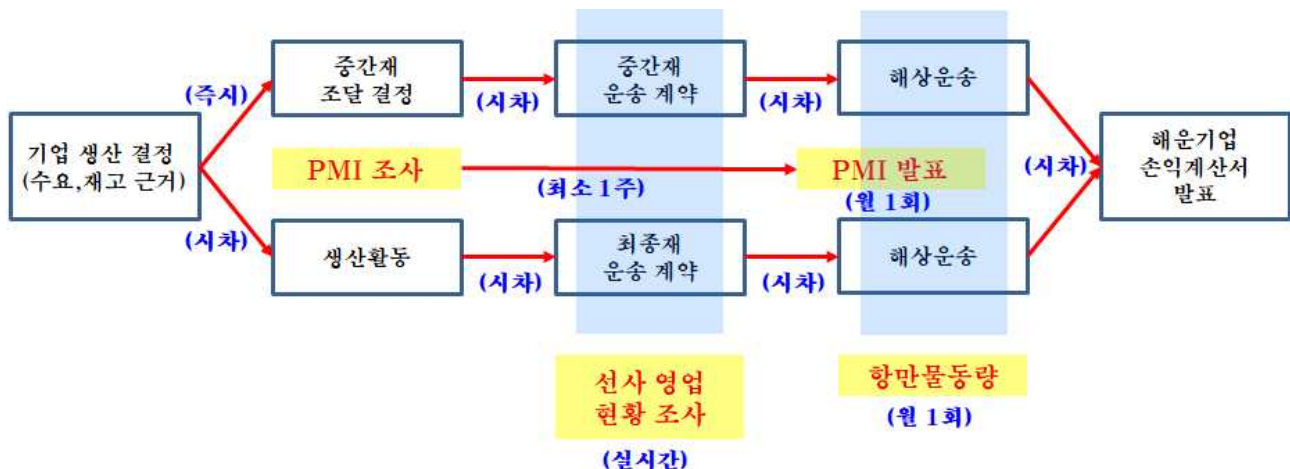 기업 생산 결정
(수요,재고 근거)
(즉시)
(시차)
중간재
조달 결정
(시차)
중간재
운송 계약
(시차)
해상운송
PMI 조사
(최소 1주)
PMI 발표
(월 1회)
생산활동
(시차)
최종재
운송 계약
(시차)
해상운송
(시차)
해운기업
손익계산서
발표
선사 영업
현황 조사
(실시간)
항만물동량
(월 1회)